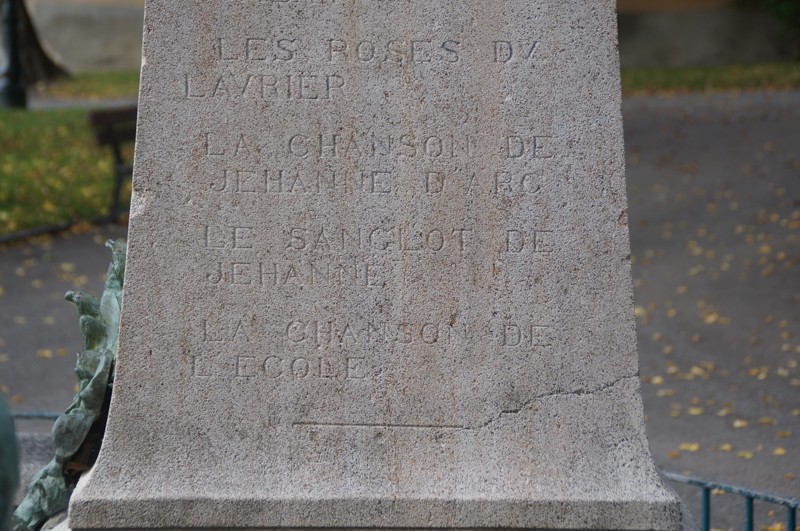 LES ROSES DV
LAVRIER
LA CHANSON DE
JEHANNE D'ARC
LE SANGLOT DE
JEHANNE
LA CHANSON DE
L'ECOLE